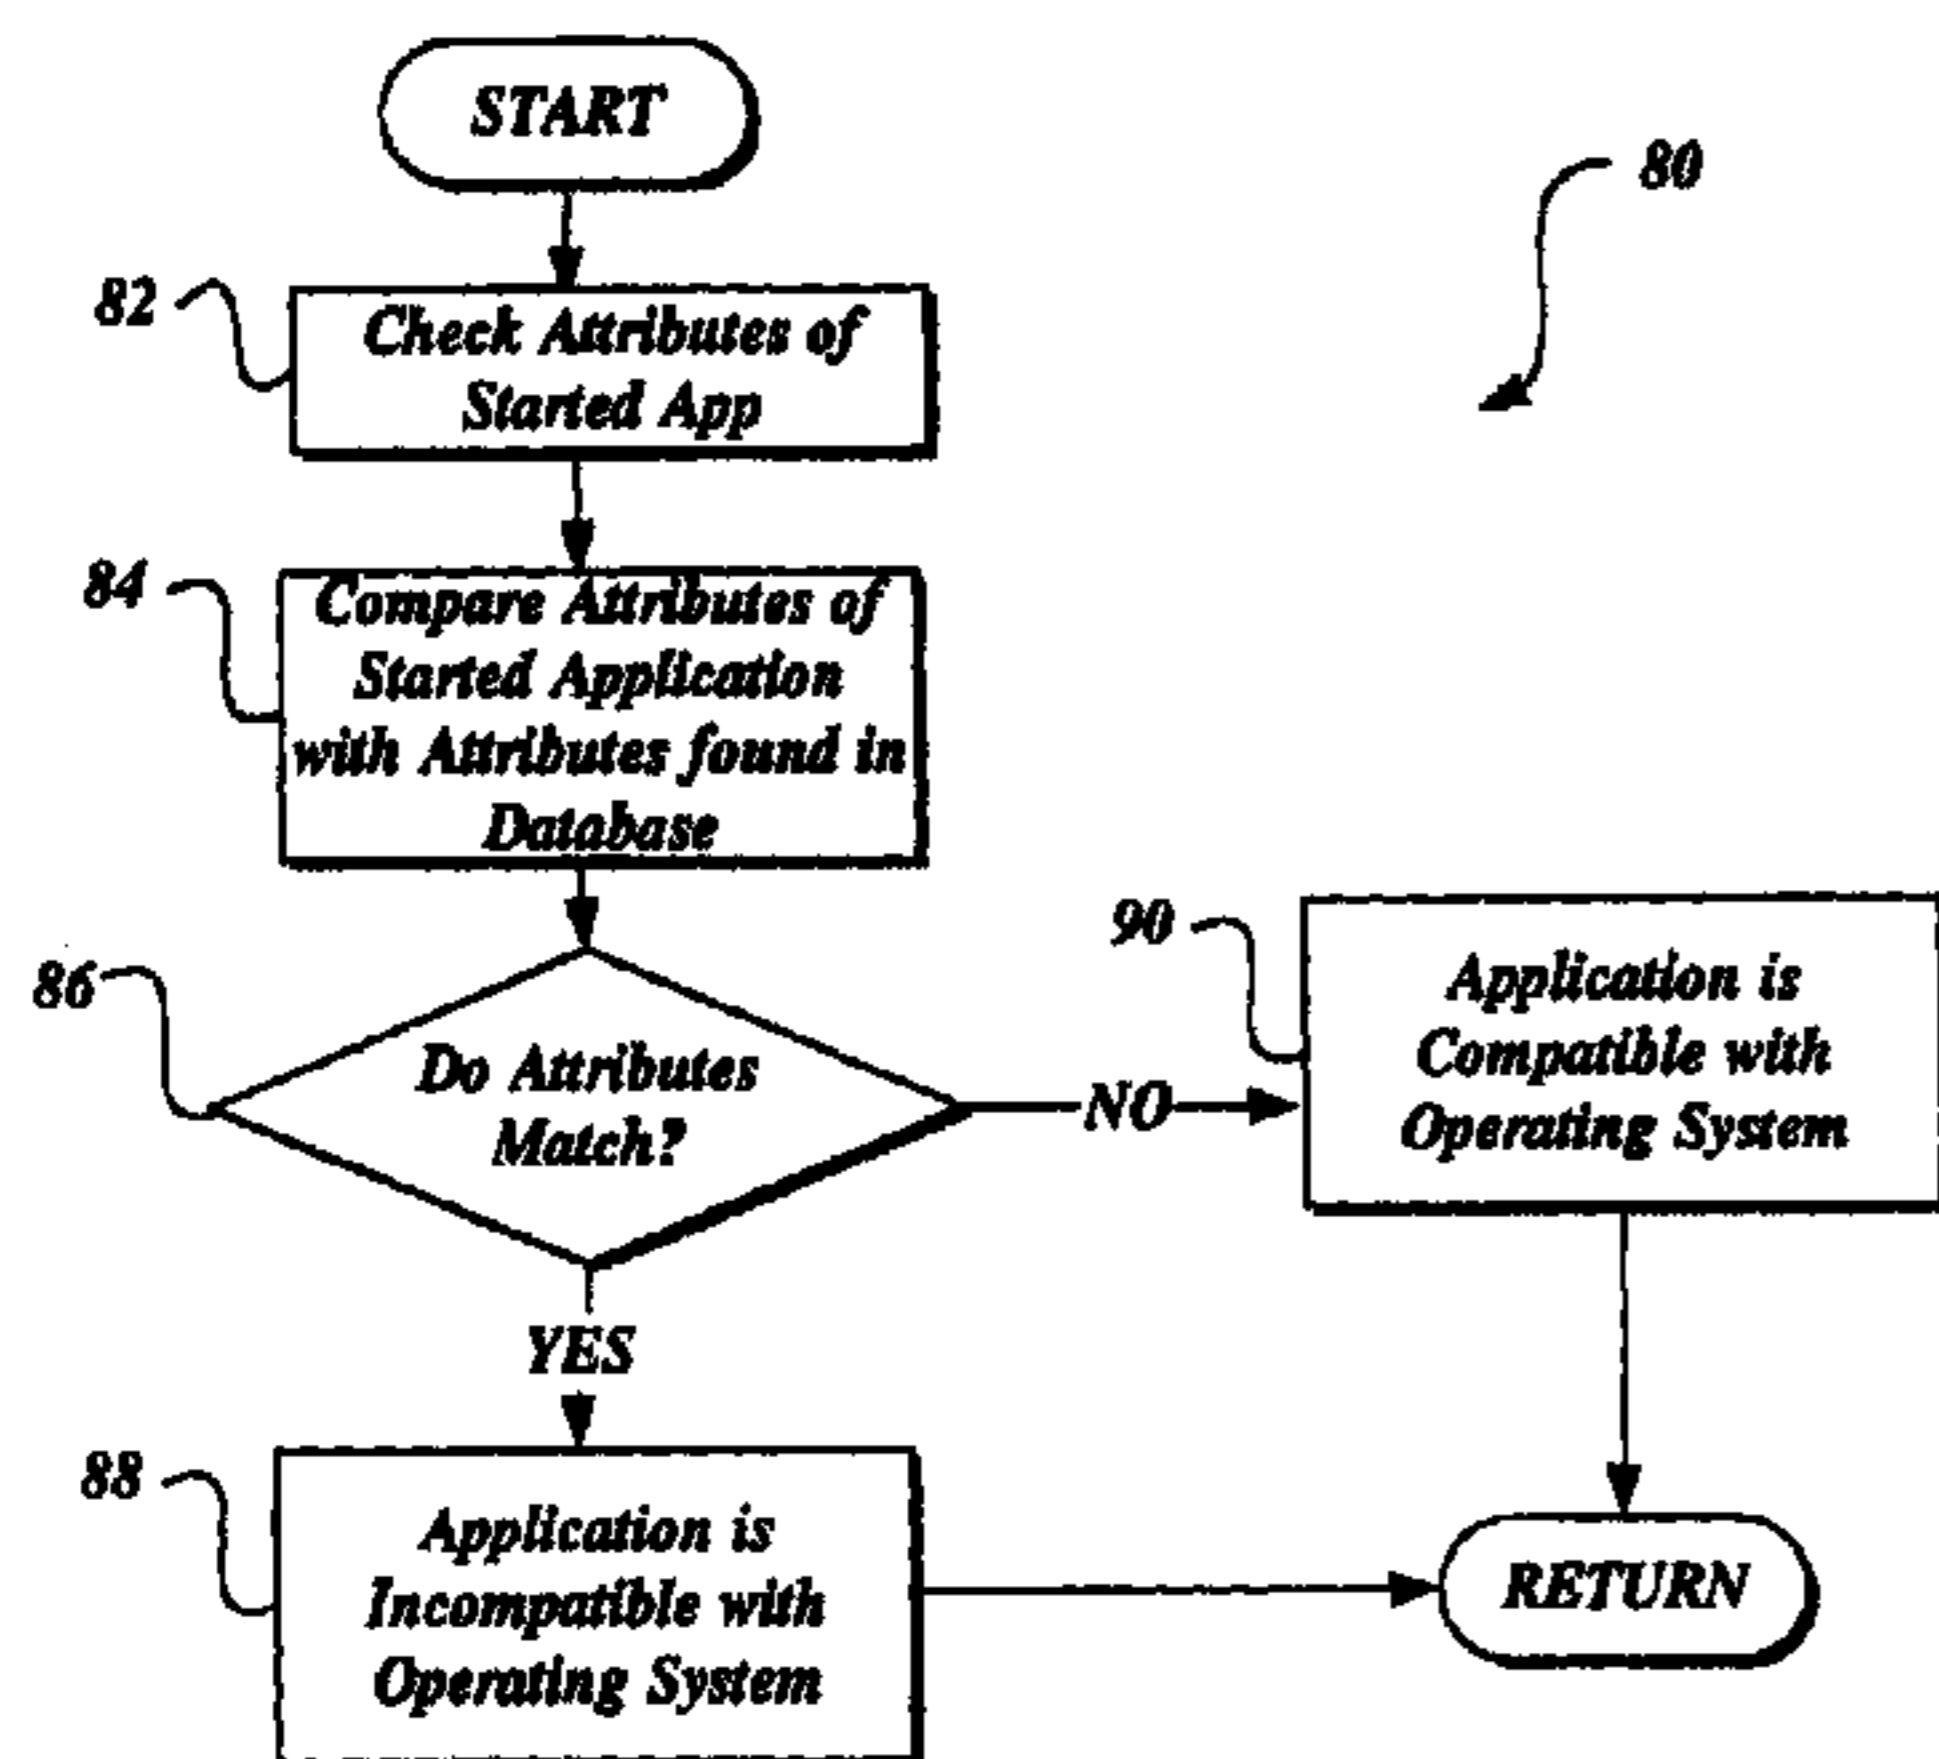 START
80
82
Check Attributes of
Started App
84
Compare Attributes of
Started Application
with Attributes found in
Database
86
Do Attributes
Match?
NO
90
Application is
Compatible with
Operating System
YES
88
Application is
Incompatible with
Operating System
RETURN